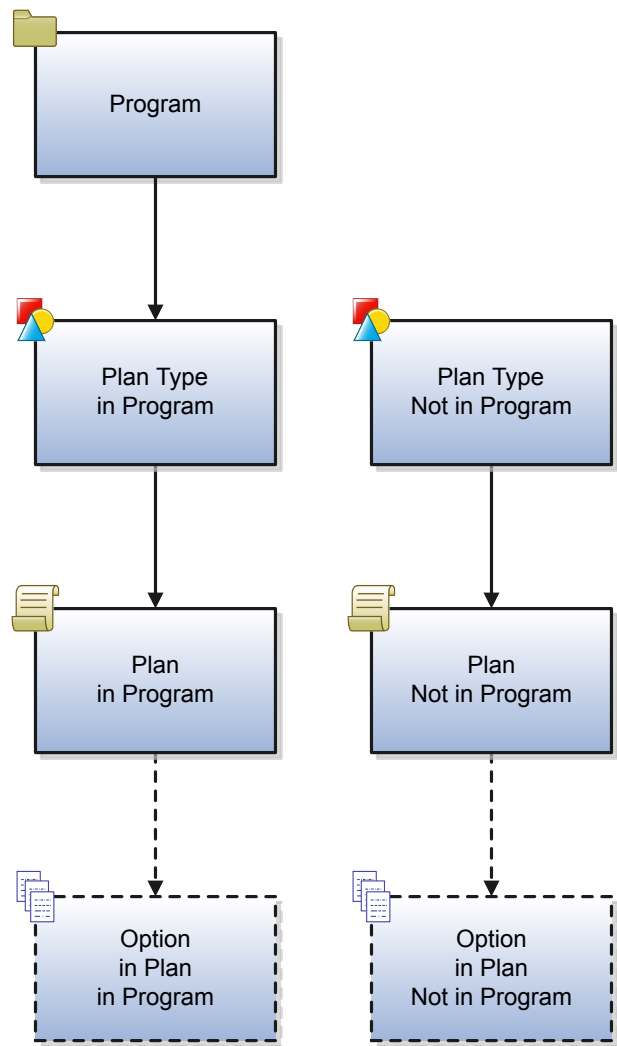 Program
Plan Type
in Program
Plan Type
Not in Program
Plan
in Program
Plan
Not in Program
Option
in Plan
in Program
Option
in Plan
Not in Program